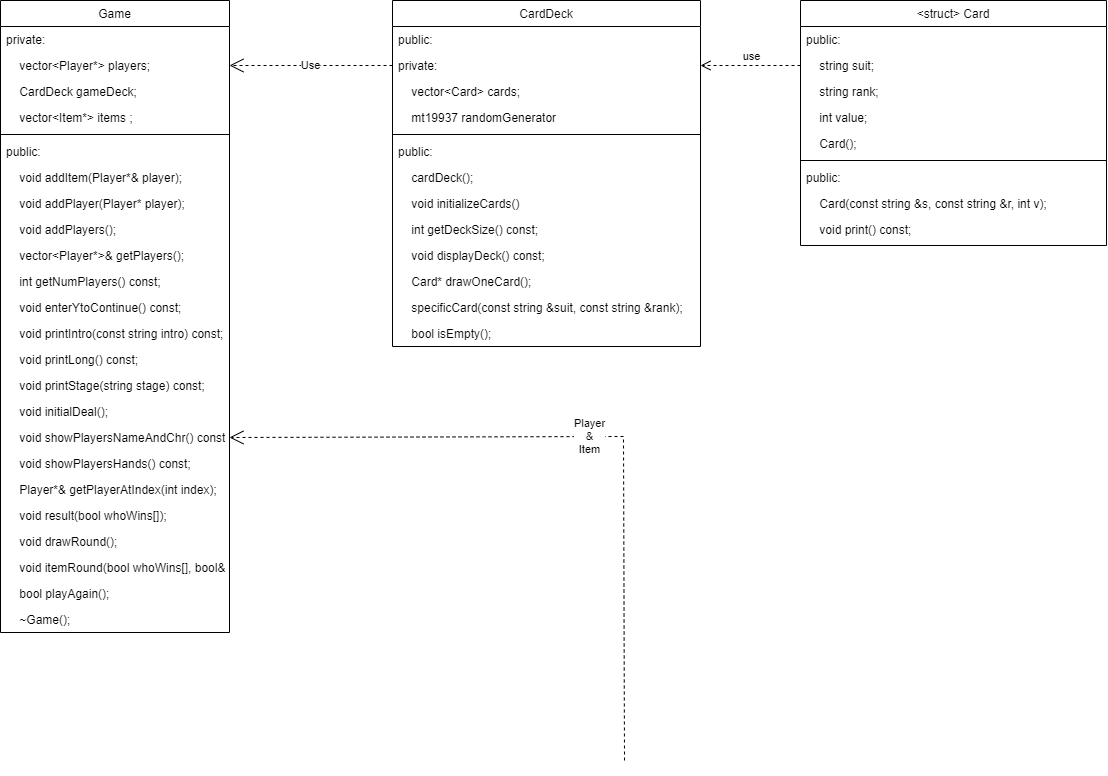 Game
private:
vector<Player*> players;
CardDeck gameDeck;
vector<Item*> items ;
public:
void addItem(Player*& player);
void addPlayer(Player* player);
void addPlayers();
vector<Player*>& getPlayers();
int getNumPlayers() const;
void enterYtoContinue() const;
void printIntro(const string intro) const;
void printLong() const;
void printStage(string stage) const;
void initialDeal();
void showPlayersNameAndChr() const
void showPlayersHands() const;
Player*& getPlayerAtIndex(int index);
void result(bool whoWins[]);
void drawRound();
void itemRound(bool whoWins[], bool&
bool playAgain();
~Game();
Use
CardDeck
public:
private:
vector<Card> cards;
mt19937 randomGenerator
public:
cardDeck();
void initializeCards()
int getDeckSize() const;
void displayDeck() const;
Card* drawOneCard();
specificCard(const string &suit, const string &rank);
bool isEmpty();
use
<struct> Card
public:
string suit;
string rank;
int value;
Card();
public:
Card(const string &s, const string &r, int v);
void print() const;
Player
&
Item